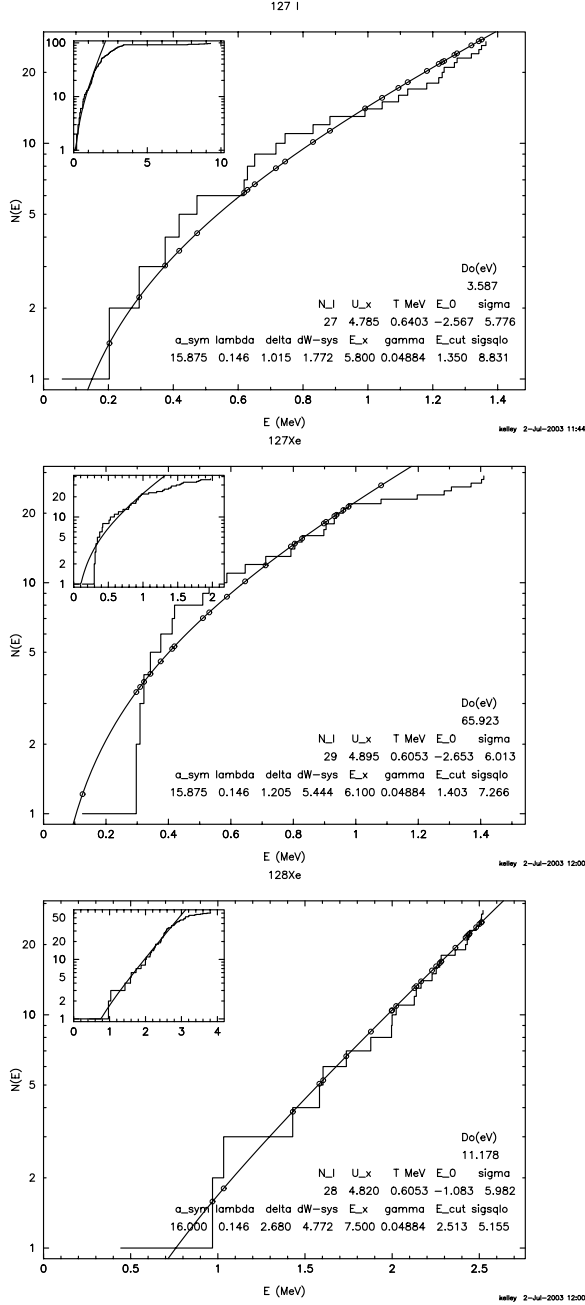 127 I
100
10
1
0 5 10
20
10
5
2
1
N(E)
Do(eV)
3.587
N_l U_x T MeV E_0 sigma
27 4.785 0.6403 −2.567 5.776
a_sym lambda delta dW−sys E_x gamma E_cut sigsqlo
15.875 0.146 1.015 1.772 5.800 0.04884 1.350 8.831
0 0.2 0.4 0.6 0.8 1 1.2 1.4
E (MeV)
kelley 2−Jul−2003 11:44
127Xe
20
10
5
2
1
0 0.5 1 1.5 2
20
10
5
2
1
N(E)
Do(eV)
65.923
N_l U_x T MeV E_0 sigma
29 4.895 0.6053 −2.653 6.013
a_sym lambda delta dW−sys E_x gamma E_cut sigsqlo
15.875 0.146 1.205 5.444 6.100 0.04884 1.403 7.266
0 0.2 0.4 0.6 0.8 1 1.2 1.4
E (MeV)
kelley 2−Jul−2003 12:00
128Xe
50
20
10
5
2
1
0 1 2 3 4
20
10
5
2
1
N(E)
Do(eV)
11.178
N_l U_x T MeV E_0 sigma
28 4.820 0.6053 −1.083 5.982
a_sym lambda delta dW−sys E_x gamma E_cut sigsqlo
16.000 0.146 2.680 4.772 7.500 0.04884 2.513 5.155
0 0.5 1 1.5 2 2.5
E (MeV)
kelley 2−Jul−2003 12:00